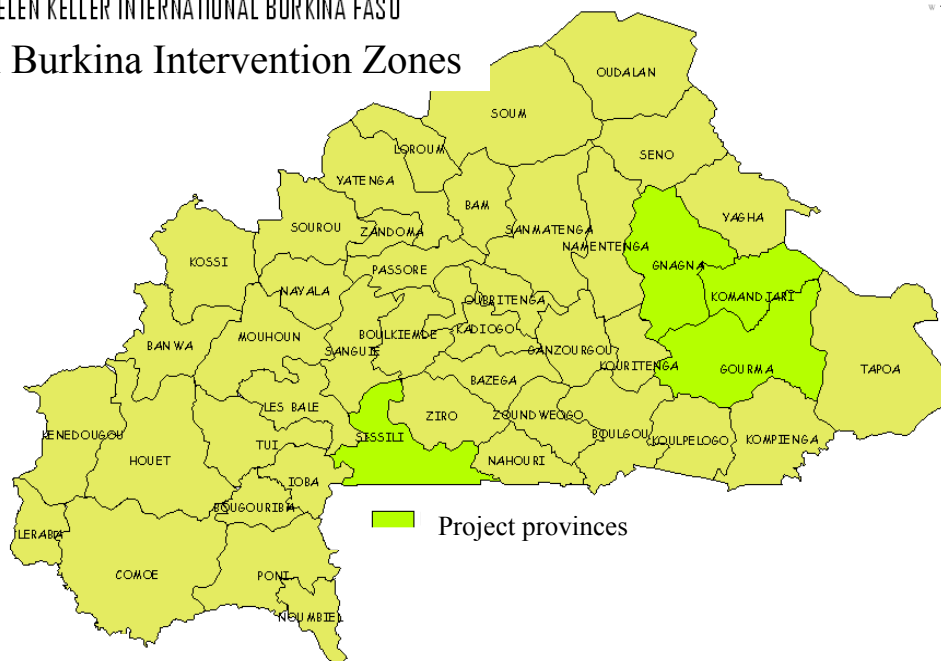 ELEN KELLER INTERNATIONAL BURKINA FASO
Burkina Intervention Zones
OUDALAN
SOUM
LOROUM
SENO
YATENGA
BAM
YAGHA
SOUROU
ZANDOMA
SANMATENGA
NAMENTENGA
KOSSI
PASSORE
GNAGNA
NAYALA
OUBRITENGA
KOMANDJARI
BANWA
MOUHOUN
BOULKIEMDE
KADIOGO
SANGUIE
GANZOURGOU
KOURITENGA
GOURMA
TAPOA
BAZEGA
LES BALE
ZIRO
ZOUNDWEOGO
KENEDOUGOU
SISSILI
BOULGOU
KOULPELOGO
KOMPIENGA
TUI
HOUET
NAHOURI
IOBA
BOUGOURIBA
LERABA
COMOE
PONI
NOUMBIEL
Project provinces